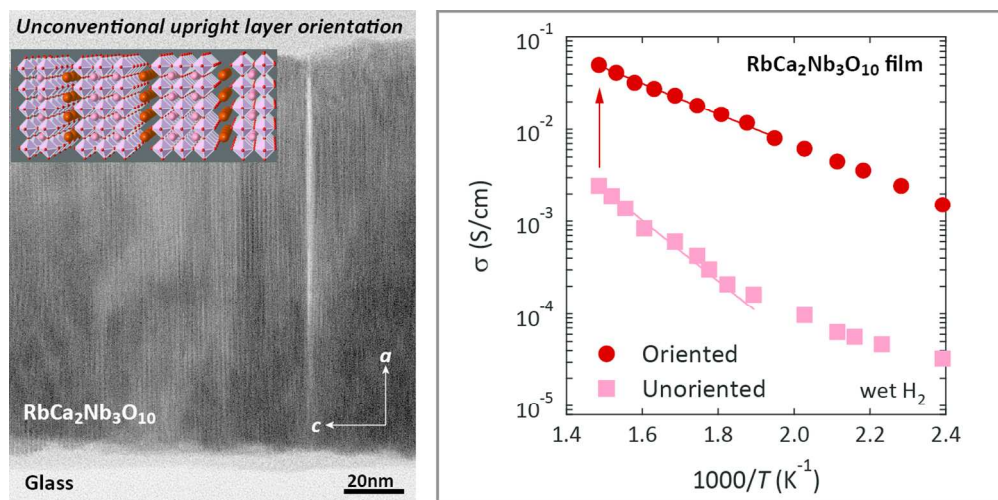 Unconventional upright layer orientation
a
c
RbCa₂Nb₃O₁₀
Glass
20nm
10⁻¹
10⁻²
10⁻³
10⁻⁴
10⁻⁵
σ (S/cm)
RbCa₂Nb₃O₁₀ film
Oriented
Unoriented
wet H₂
1.4 1.6 1.8 2.0 2.2 2.4
1000/T (K⁻¹)